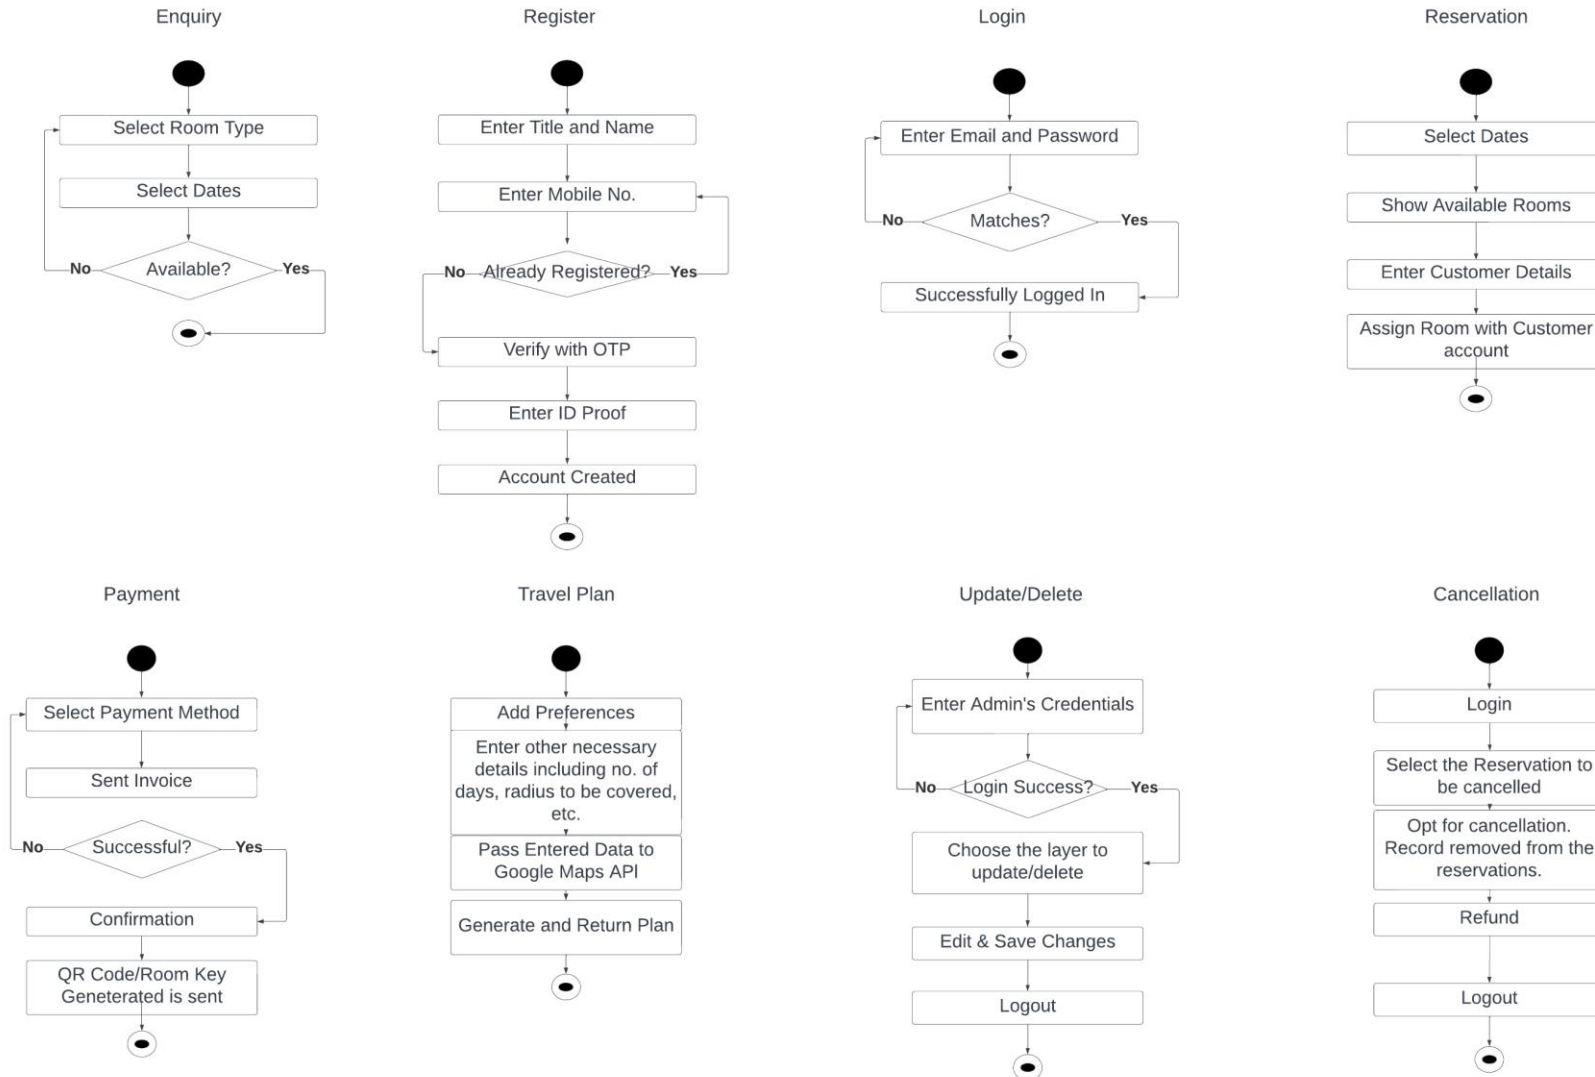 Enquiry
Register
Login
Reservation
Select Room Type
Select Dates
Available?
No
Yes
Enter Title and Name
Enter Mobile No.
Already Registered?
No
Yes
Verify with OTP
Enter ID Proof
Account Created
Enter Email and Password
Matches?
No
Yes
Successfully Logged In
Select Dates
Show Available Rooms
Enter Customer Details
Assign Room with Customer
account
Payment
Travel Plan
Update/Delete
Cancellation
Select Payment Method
Sent Invoice
Successful?
No
Yes
Confirmation
QR Code/Room Key
Geneterated is sent
Add Preferences
Enter other necessary
details including no. of
days, radius to be covered,
etc.
Pass Entered Data to
Google Maps API
Generate and Return Plan
Enter Admin's Credentials
Login Success?
No
Yes
Choose the layer to
update/delete
Edit & Save Changes
Logout
Login
Select the Reservation to
be cancelled
Opt for cancellation.
Record removed from the
reservations.
Refund
Logout